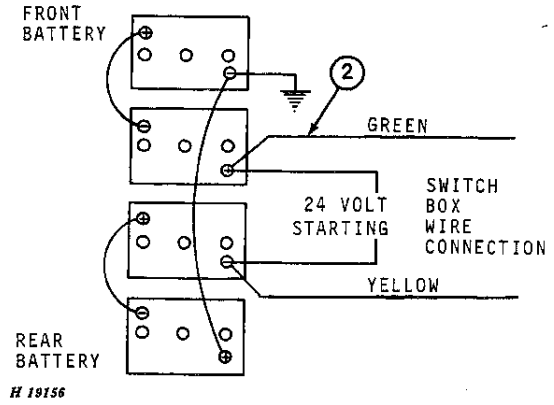 FRONT
BATTERY
2
GREEN
24 VOLT
STARTING
SWITCH
BOX
WIRE
CONNECTION
YELLOW
REAR
BATTERY
H 19156